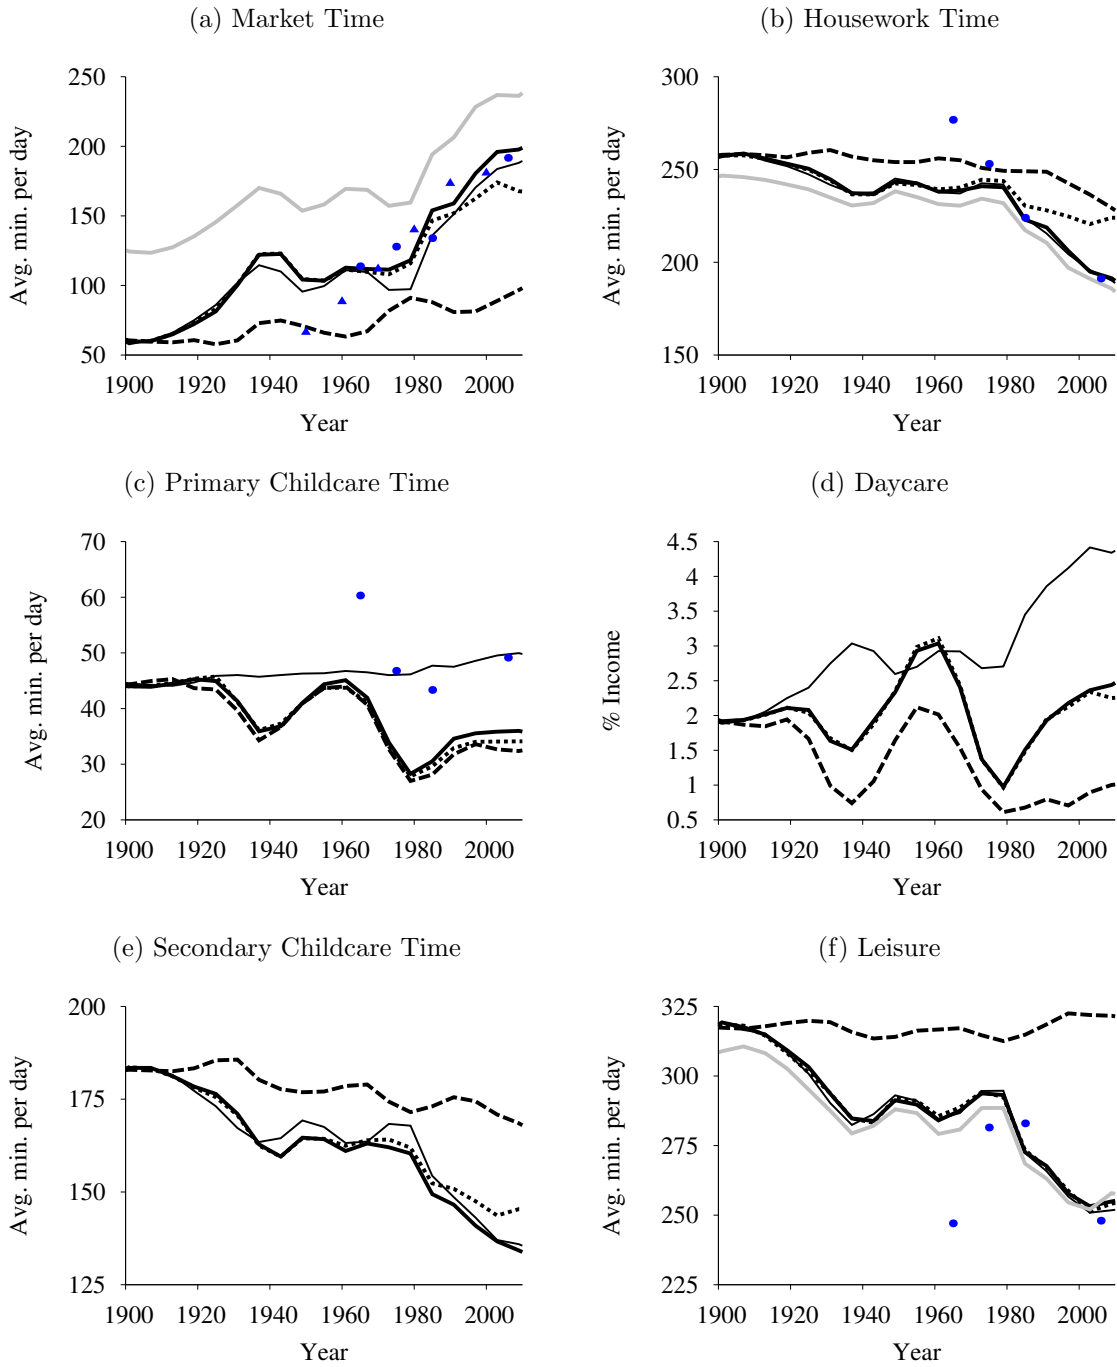 (a) Market Time
Avg. min. per day
250
200
150
100
50
1900 1920 1940 1960 1980 2000
Year
(b) Housework Time
Avg. min. per day
300
250
200
150
1900 1920 1940 1960 1980 2000
Year
(c) Primary Childcare Time
Avg. min. per day
70
60
50
40
30
20
1900 1920 1940 1960 1980 2000
Year
(d) Daycare
% Income
4.5
4
3.5
3
2.5
2
1.5
1
0.5
1900 1920 1940 1960 1980 2000
Year
(e) Secondary Childcare Time
Avg. min. per day
200
175
150
125
1900 1920 1940 1960 1980 2000
Year
(f) Leisure
Avg. min. per day
325
300
275
250
225
1900 1920 1940 1960 1980 2000
Year